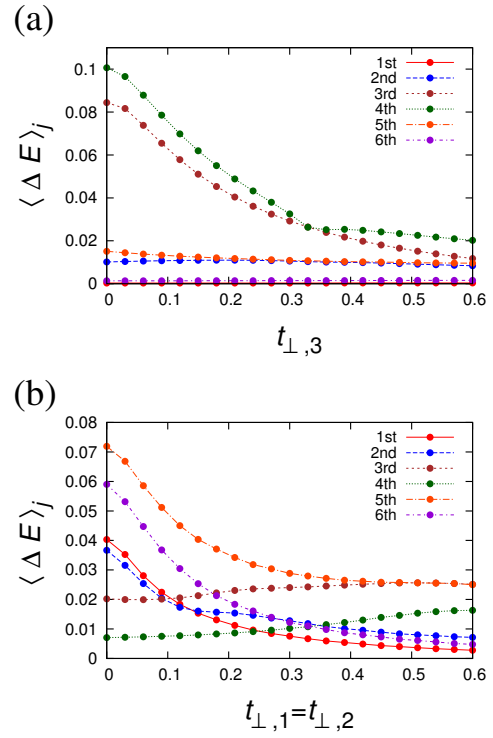 (a)
⟨ Δ E ⟩j
0.1
0.08
0.06
0.04
0.02
0
1st
2nd
3rd
4th
5th
6th
0 0.1 0.2 0.3 0.4 0.5 0.6
t⊥,3
(b)
⟨ Δ E ⟩j
0.08
0.07
0.06
0.05
0.04
0.03
0.02
0.01
0
1st
2nd
3rd
4th
5th
6th
0 0.1 0.2 0.3 0.4 0.5 0.6
t⊥,1=t⊥,2